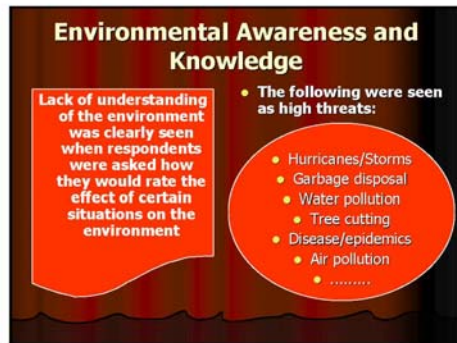 Environmental Awareness and
Knowledge
Lack of understanding
of the environment
was clearly seen
when respondents
were asked how
they would rate the
effect of certain
situations on the
environment
The following were seen
as high threats:
Hurricanes/Storms
Garbage disposal
Water pollution
Tree cutting
Disease/epidemics
Air pollution
.........